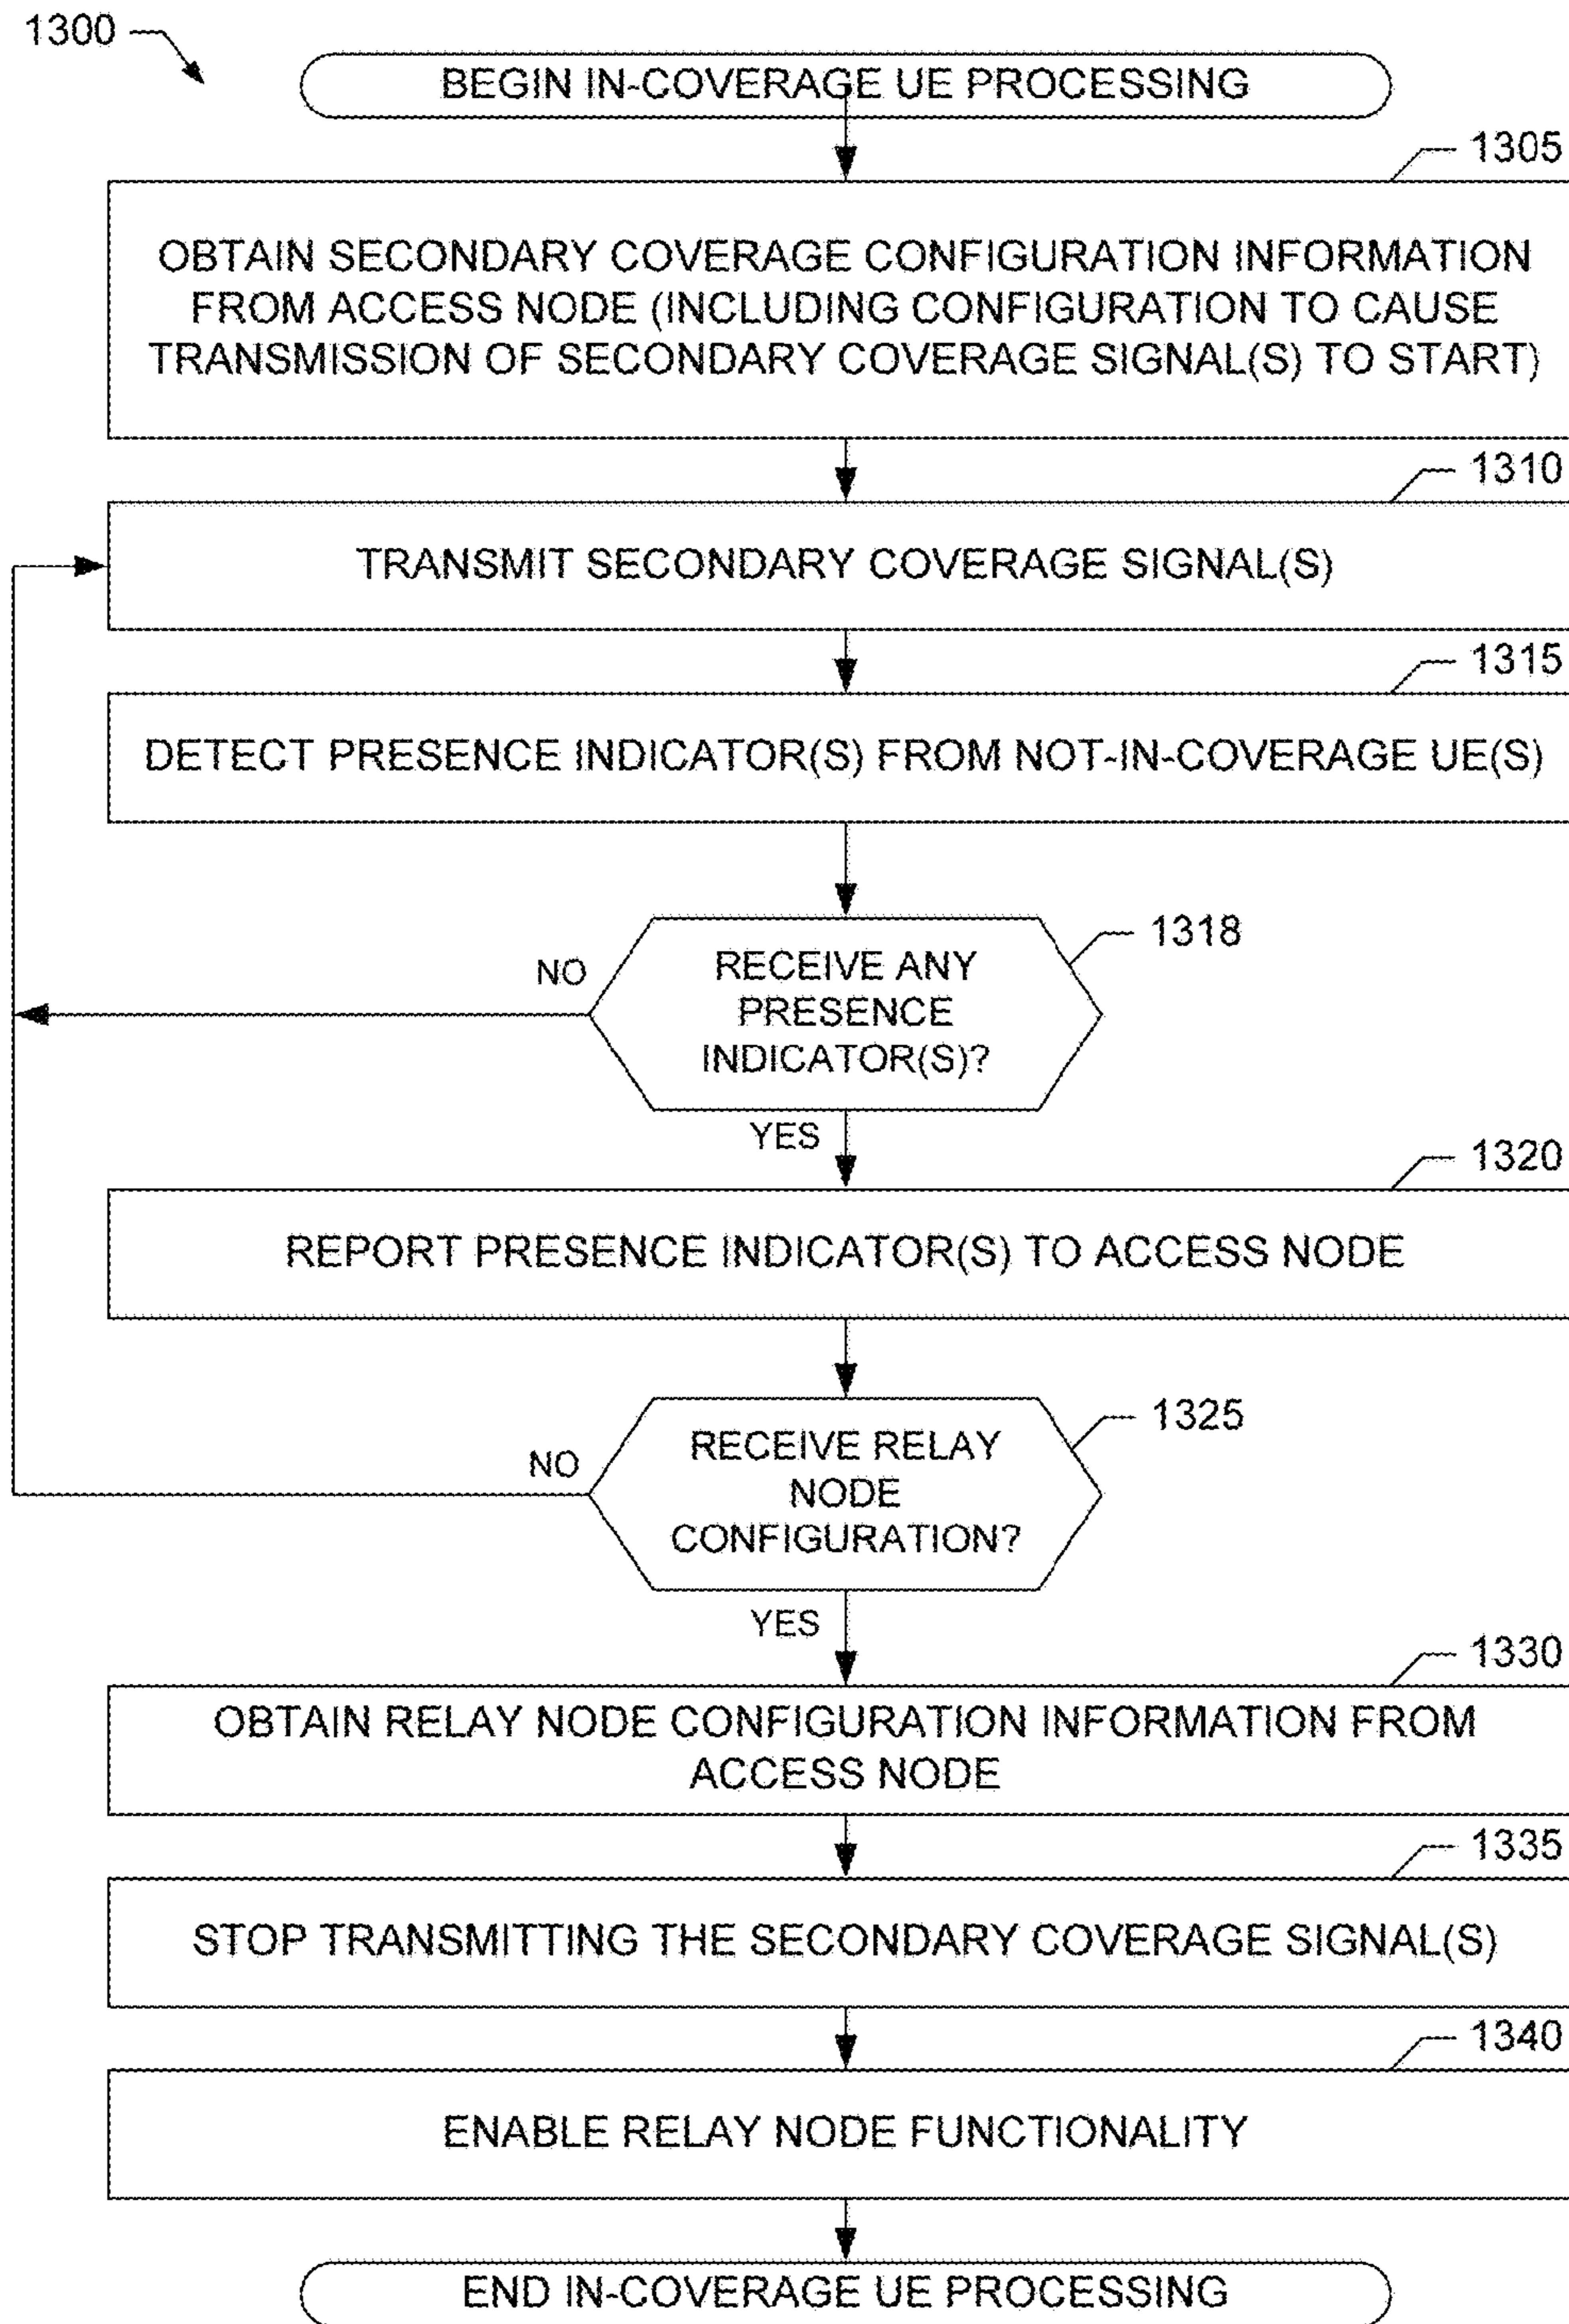 1300
BEGIN IN-COVERAGE UE PROCESSING
1305
OBTAIN SECONDARY COVERAGE CONFIGURATION INFORMATION
FROM ACCESS NODE (INCLUDING CONFIGURATION TO CAUSE
TRANSMISSION OF SECONDARY COVERAGE SIGNAL(S) TO START)
1310
TRANSMIT SECONDARY COVERAGE SIGNAL(S)
1315
DETECT PRESENCE INDICATOR(S) FROM NOT-IN-COVERAGE UE(S)
1318
NO
RECEIVE ANY
PRESENCE
INDICATOR(S)?
YES
1320
REPORT PRESENCE INDICATOR(S) TO ACCESS NODE
1325
NO
RECEIVE RELAY
NODE
CONFIGURATION?
YES
1330
OBTAIN RELAY NODE CONFIGURATION INFORMATION FROM
ACCESS NODE
1335
STOP TRANSMITTING THE SECONDARY COVERAGE SIGNAL(S)
1340
ENABLE RELAY NODE FUNCTIONALITY
END IN-COVERAGE UE PROCESSING